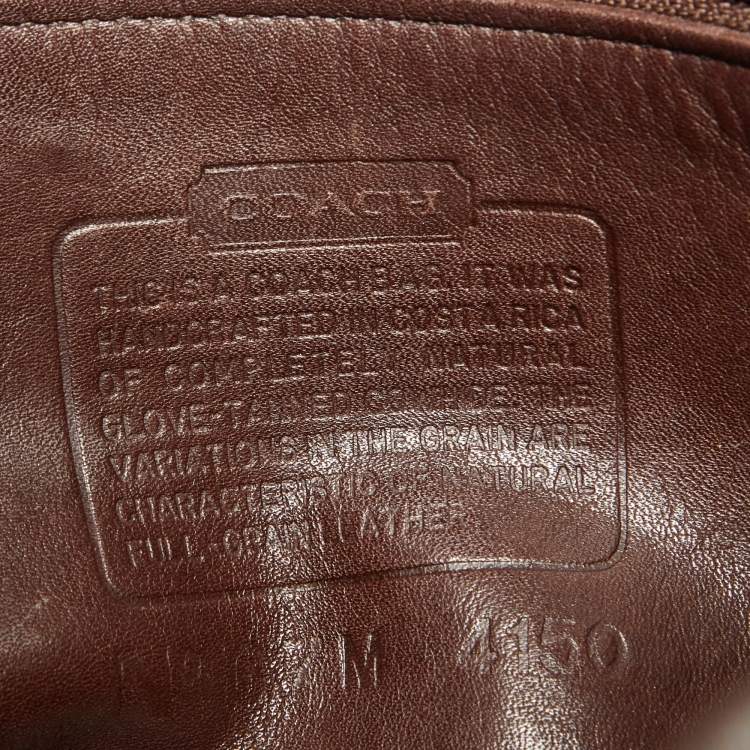 COACH
THIS IS A COACH BAG. IT WAS
HANDCRAFTED IN COSTA RICA
OF COMPLETELY NATURAL
GLOVE-TANNED COWHIDE. THE
VARIATIONS IN THE GRAIN ARE
CHARACTERISTIC OF NATURAL
FULL-GRAIN LEATHER.
M 4150